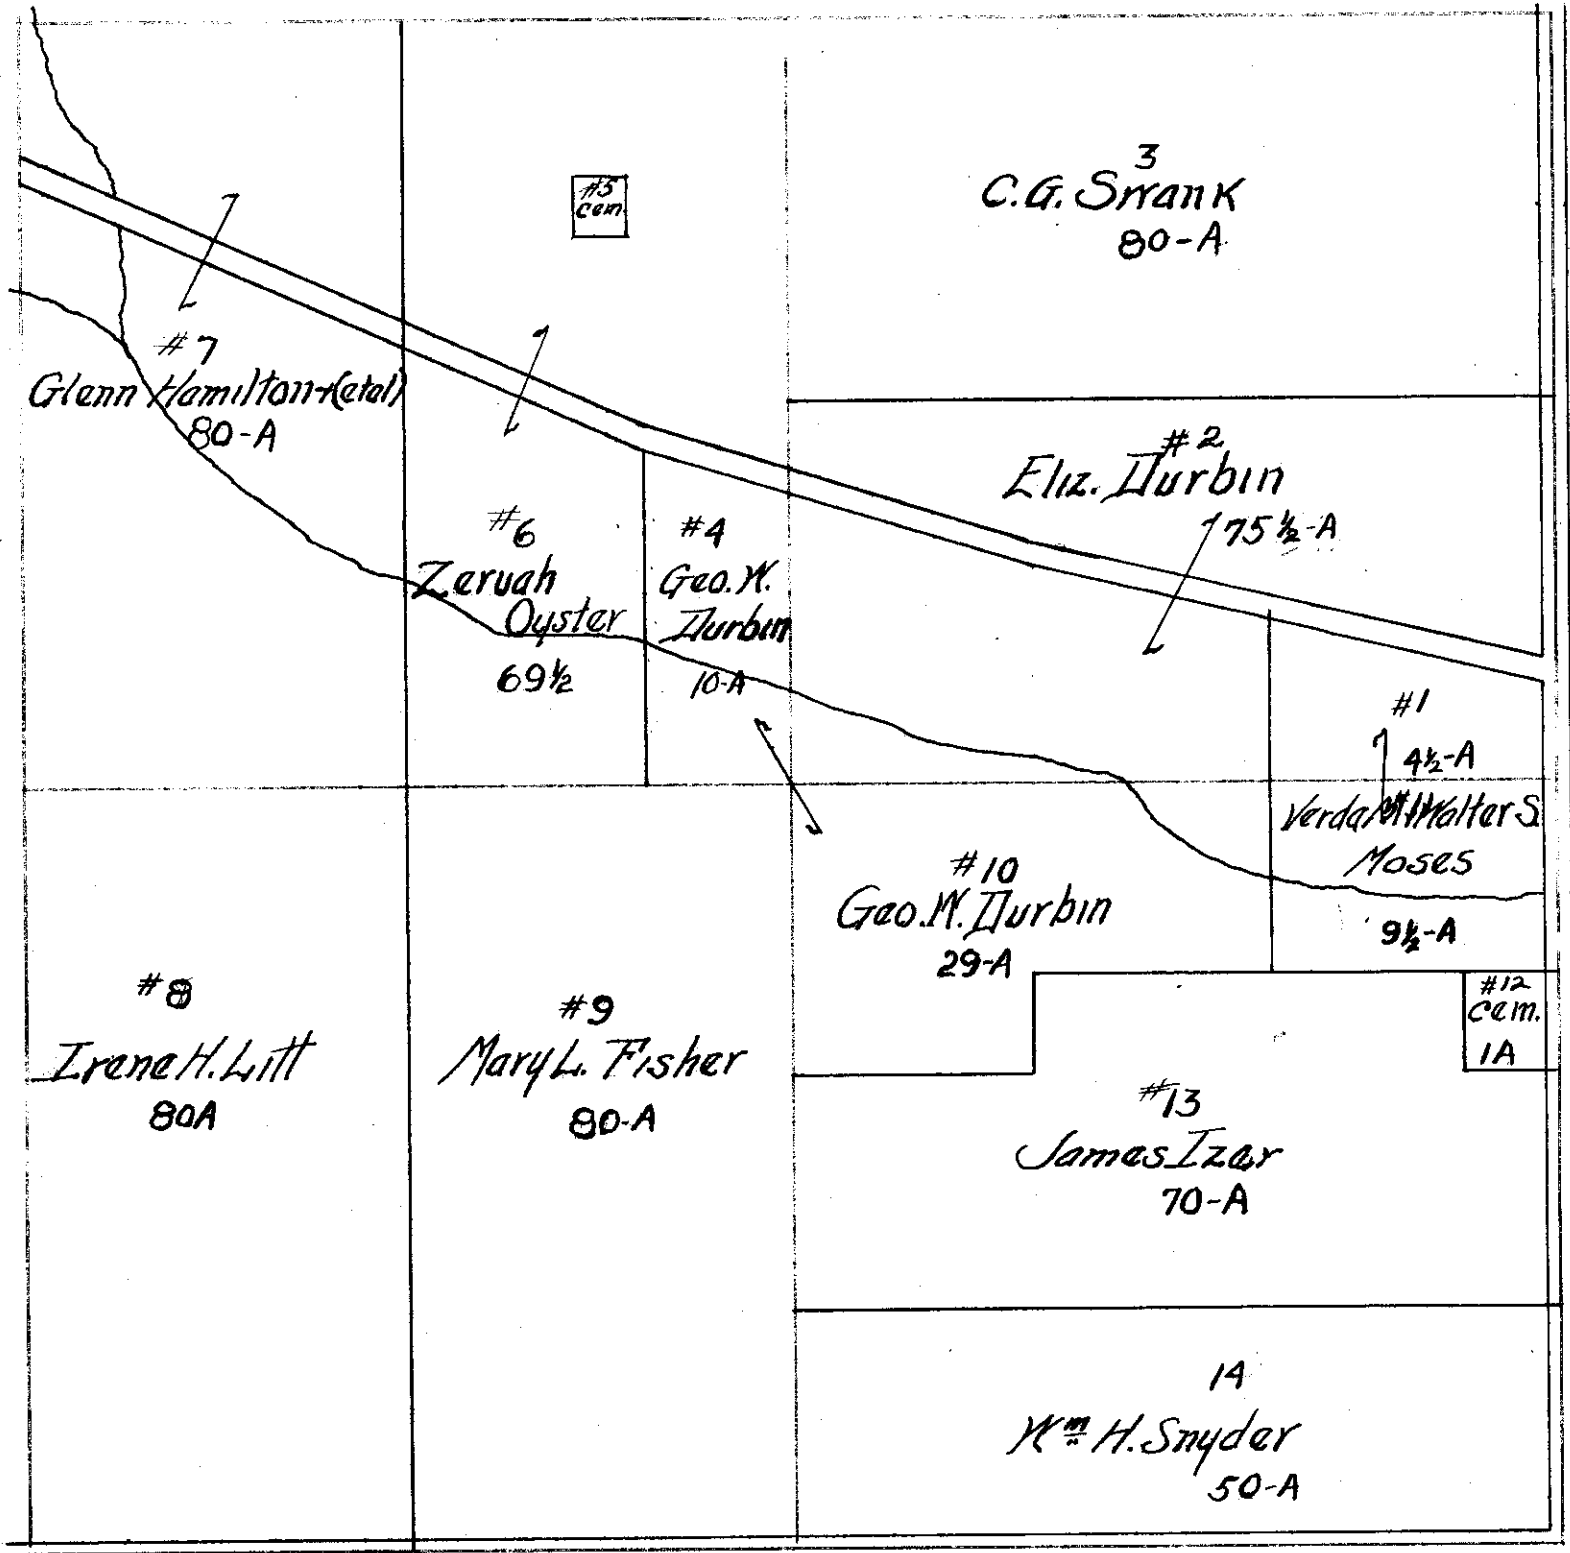 #5
cem.
3
C.G. Swank
80-A
#7
Glenn Hamilton + (etal)
80-A
#2
Eliz. Durbin
75½-A
#6
Zeruah
Oyster
69½
#4
Geo. W.
Durbin
10-A
#1
4½-A
Verda Walter S.
Moses
9½-A
#10
Geo. W. Durbin
29-A
#8
Irene H. Litt
80A
#9
Mary L. Fisher
80-A
#12
cem.
1A
#13
James Izer
70-A
14
Wm H. Snyder
50-A